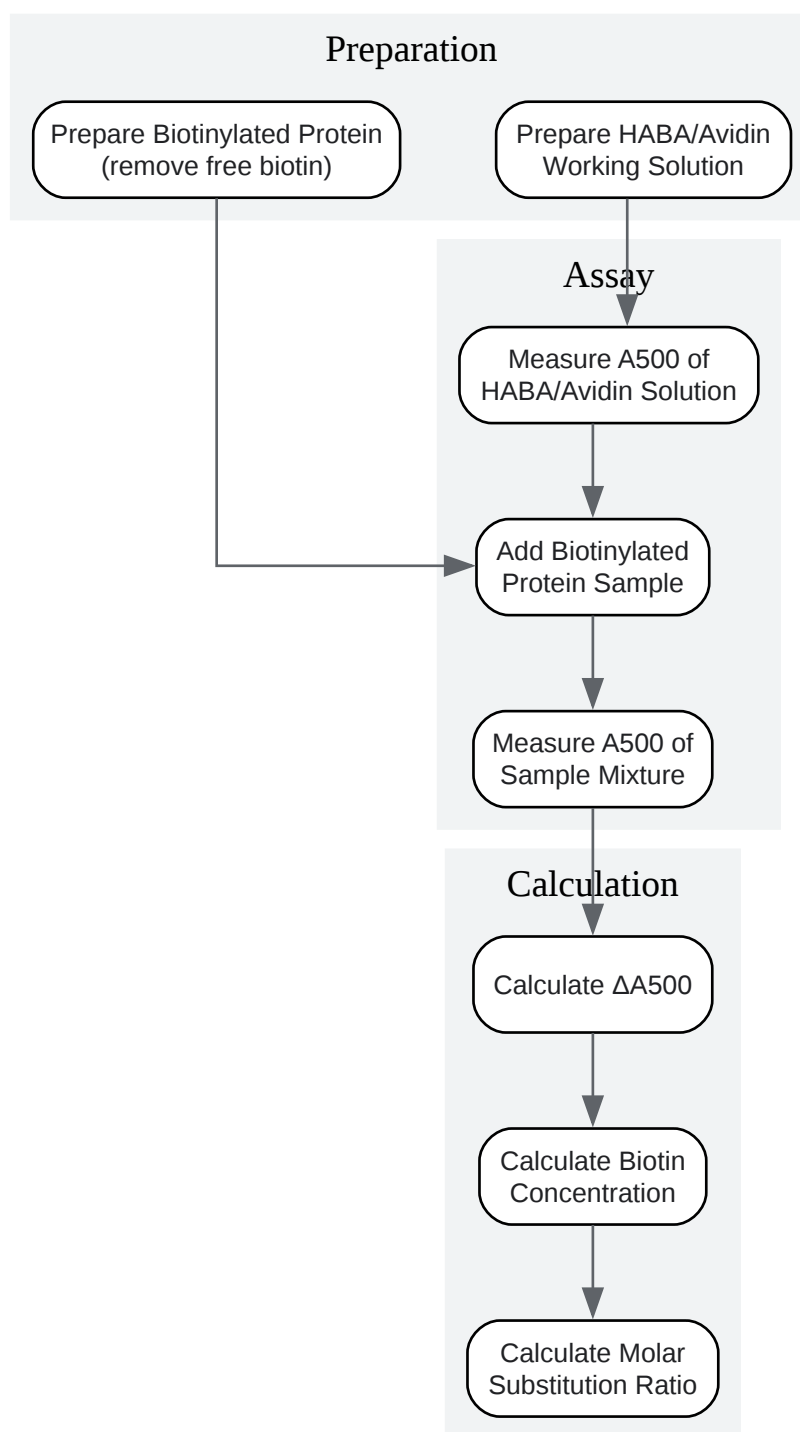 Preparation
Prepare Biotinylated Protein
(remove free biotin)
Prepare HABA/Avidin
Working Solution
Assay
Measure A500 of
HABA/Avidin Solution
Add Biotinylated
Protein Sample
Measure A500 of
Sample Mixture
Calculation
Calculate ΔA500
Calculate Biotin
Concentration
Calculate Molar
Substitution Ratio